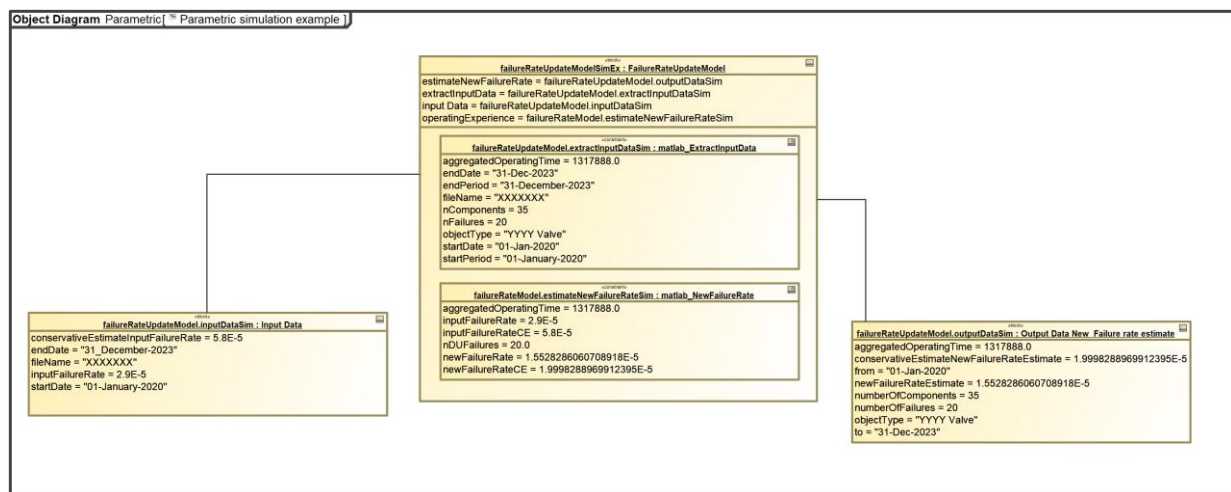 Object Diagram Parametric[ Parametric simulation example ]
«block»
failureRateUpdateModelSimEx : FailureRateUpdateModel
estimateNewFailureRate = failureRateUpdateModel.outputDataSim
extractInputData = failureRateUpdateModel.extractInputDataSim
input Data = failureRateUpdateModel.inputDataSim
operatingExperience = failureRateModel.estimateNewFailureRateSim
«constraint»
failureRateUpdateModel.extractInputDataSim : matlab_ExtractInputData
aggregatedOperatingTime = 1317888.0
endDate = "31-Dec-2023"
endPeriod = "31-December-2023"
fileName = "XXXXXXX"
nComponents = 35
nFailures = 20
objectType = "YYYY Valve"
startDate = "01-Jan-2020"
startPeriod = "01-January-2020"
«constraint»
failureRateModel.estimateNewFailureRateSim : matlab_NewFailureRate
aggregatedOperatingTime = 1317888.0
inputFailureRate = 2.9E-5
inputFailureRateCE = 5.8E-5
nDUFailures = 20.0
newFailureRate = 1.5528286060708918E-5
newFailureRateCE = 1.9998288969912395E-5
«block»
failureRateUpdateModel.inputDataSim : Input Data
conservativeEstimateInputFailureRate = 5.8E-5
endDate = "31_December-2023"
fileName = "XXXXXXX"
inputFailureRate = 2.9E-5
startDate = "01-January-2020"
«block»
failureRateUpdateModel.outputDataSim : Output Data New_Failure rate estimate
aggregatedOperatingTime = 1317888.0
conservativeEstimateNewFailureRateEstimate = 1.9998288969912395E-5
from = "01-Jan-2020"
newFailureRateEstimate = 1.5528286060708918E-5
numberOfComponents = 35
numberOfFailures = 20
objectType = "YYYY Valve"
to = "31-Dec-2023"